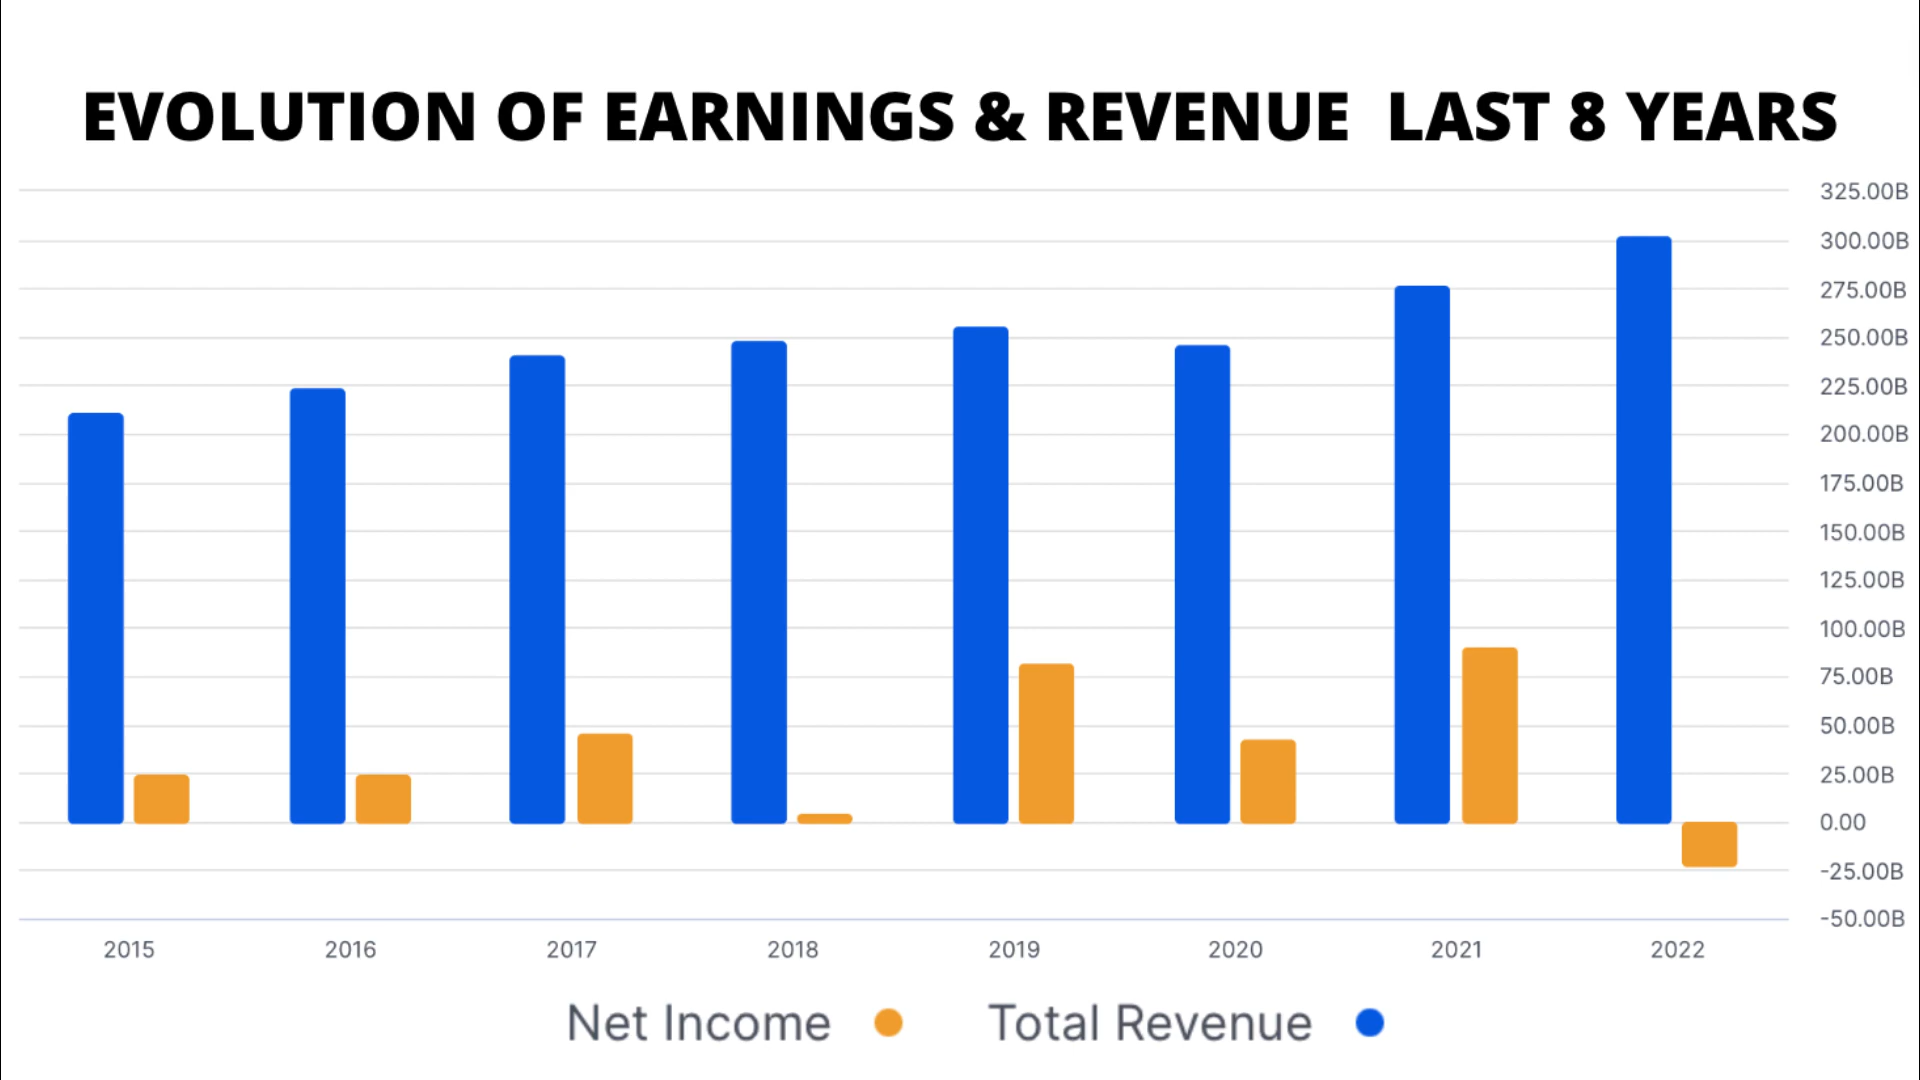 EVOLUTION OF EARNINGS & REVENUE LAST 8 YEARS
325.00B
300.00B
275.00B
250.00B
225.00B
200.00B
175.00B
150.00B
125.00B
100.00B
75.00B
50.00B
25.00B
0.00
-25.00B
-50.00B
2015 2016 2017 2018 2019 2020 2021 2022
Net Income Total Revenue